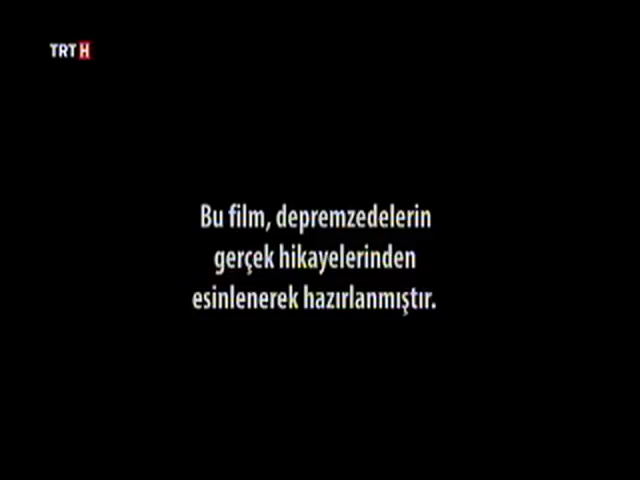 TRT H
Bu film, depremzedelerin
gerçek hikayelerinden
esinlenerek hazırlanmıştır.